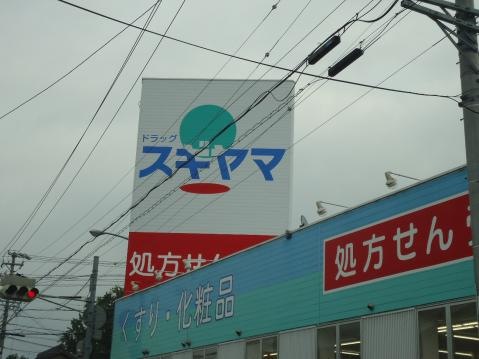 ドラッグ
スギヤマ
処方せん
くすり・化粧品
処方せん